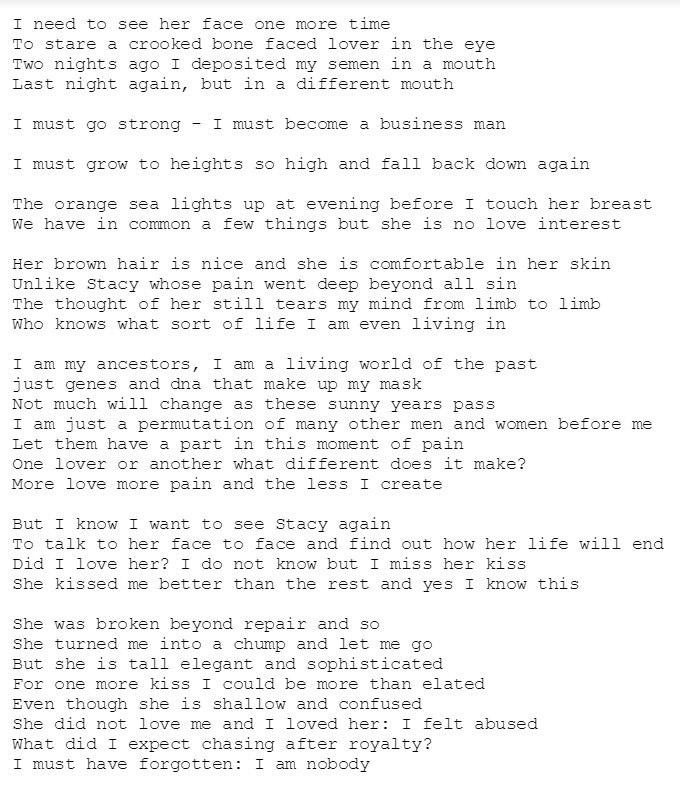 I need to see her face one more time
To stare a crooked bone faced lover in the eye
Two nights ago I deposited my semen in a mouth
Last night again, but in a different mouth
I must go strong – I must become a business man
I must grow to heights so high and fall back down again
The orange sea lights up at evening before I touch her breast
We have in common a few things but she is no love interest
Her brown hair is nice and she is comfortable in her skin
Unlike Stacy whose pain went deep beyond all sin
The thought of her still tears my mind from limb to limb
Who knows what sort of life I am even living in
I am my ancestors, I am a living world of the past
just genes and dna that make up my mask
Not much will change as these sunny years pass
I am just a permutation of many other men and women before me
Let them have a part in this moment of pain
One lover or another what different does it make?
More love more pain and the less I create
But I know I want to see Stacy again
To talk to her face to face and find out how her life will end
Did I love her? I do not know but I miss her kiss
She kissed me better than the rest and yes I know this
She was broken beyond repair and so
She turned me into a chump and let me go
But she is tall elegant and sophisticated
For one more kiss I could be more than elated
Even though she is shallow and confused
She did not love me and I loved her: I felt abused
What did I expect chasing after royalty?
I must have forgotten: I am nobody